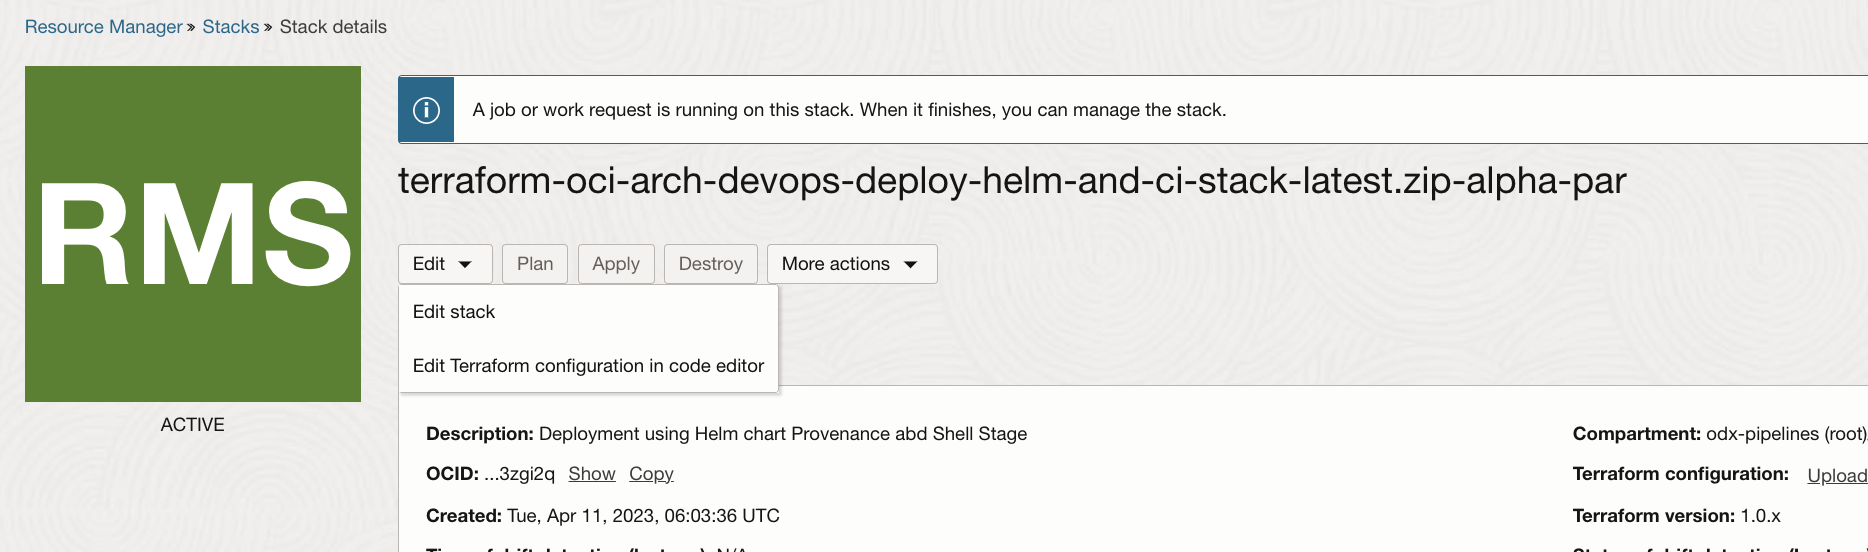 Resource Manager » Stacks » Stack details
RMS
ACTIVE
A job or work request is running on this stack. When it finishes, you can manage the stack.
terraform-oci-arch-devops-deploy-helm-and-ci-stack-latest.zip-alpha-par
Edit Plan Apply Destroy More actions
Edit stack
Edit Terraform configuration in code editor
Description: Deployment using Helm chart Provenance abd Shell Stage
OCID: ...3zgi2q Show Copy
Created: Tue, Apr 11, 2023, 06:03:36 UTC
Compartment: odx-pipelines (root)
Terraform configuration: Upload
Terraform version: 1.0.x